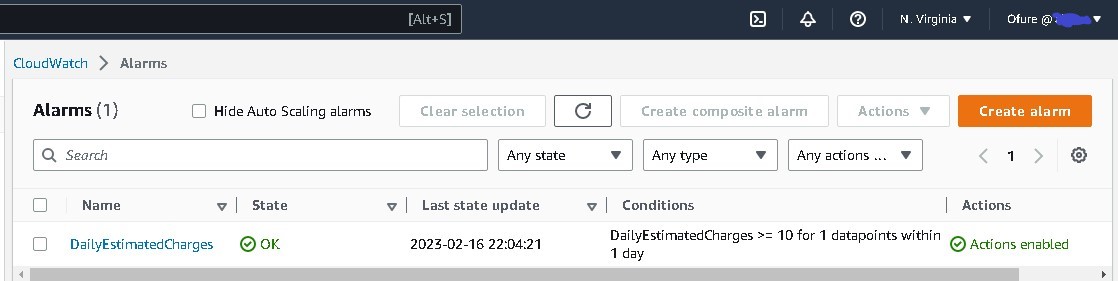 [Alt+S]
N. Virginia
Ofure @
CloudWatch
Alarms
Alarms (1)
Hide Auto Scaling alarms
Clear selection
Create composite alarm
Actions
Create alarm
Search
Any state
Any type
Any actions ...
1
Name
State
Last state update
Conditions
Actions
DailyEstimatedCharges
OK
2023-02-16 22:04:21
DailyEstimatedCharges >= 10 for 1 datapoints within
1 day
Actions enabled